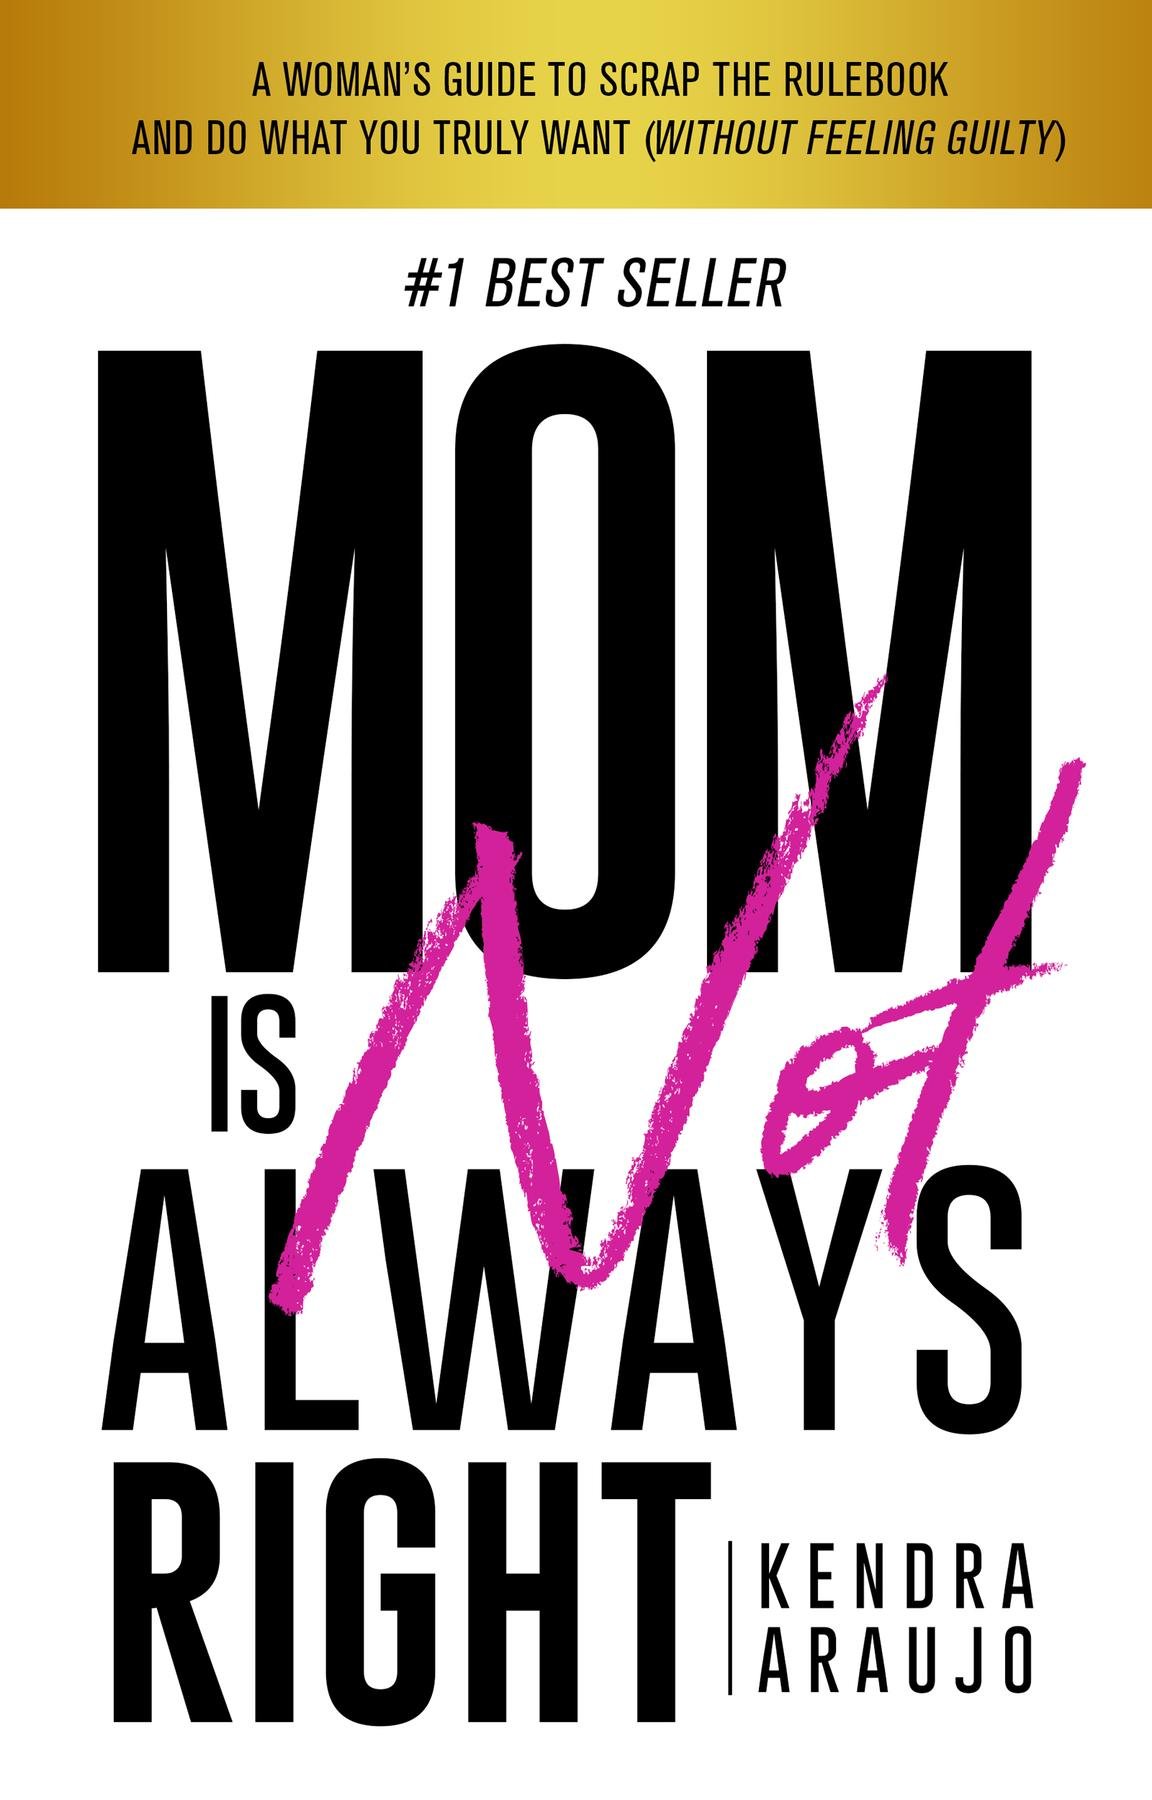 A WOMAN'S GUIDE TO SCRAP THE RULEBOOK
AND DO WHAT YOU TRULY WANT (WITHOUT FEELING GUILTY)
#1 BEST SELLER
MOM
IS Not
ALWAYS
RIGHT
KENDRA
ARAUJO